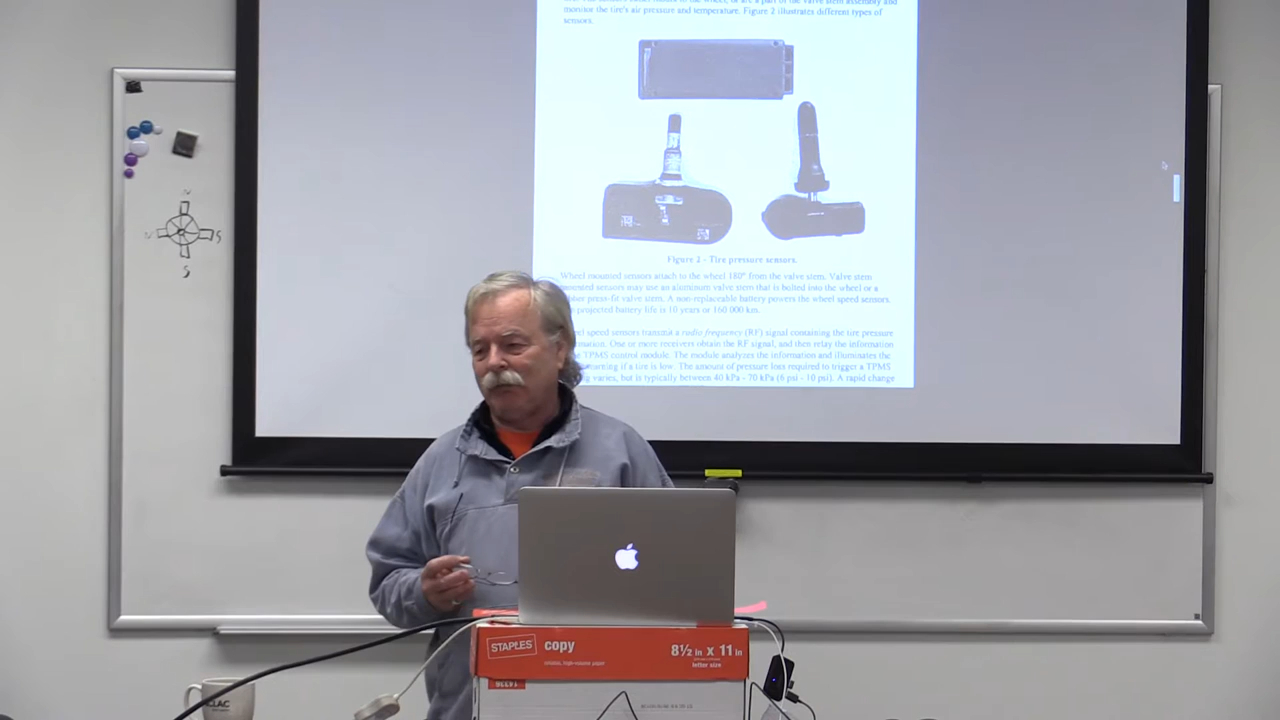 monitor the tire's air pressure and temperature. Figure 2 illustrates different types of
sensors.
Figure 2 - Tire pressure sensors.
Wheel mounted sensors attach to the wheel 180° from the valve stem. Valve stem
mounted sensors may use an aluminum valve stem that is bolted into the wheel or a
press-fit valve stem. A non-replaceable battery powers the wheel speed sensors.
projected battery life is 10 years or 160 000 km.
speed sensors transmit a radio frequency (RF) signal containing the tire pressure
One or more receivers obtain the RF signal, and then relay the information
TPMS control module. The module analyzes the information and illuminates the
warning if a tire is low. The amount of pressure loss required to trigger a TPMS
varies, but is typically between 40 kPa - 70 kPa (6 psi - 10 psi). A rapid change
N
S
S
STAPLES copy 8½ in x 11 in
letter size
CLAC